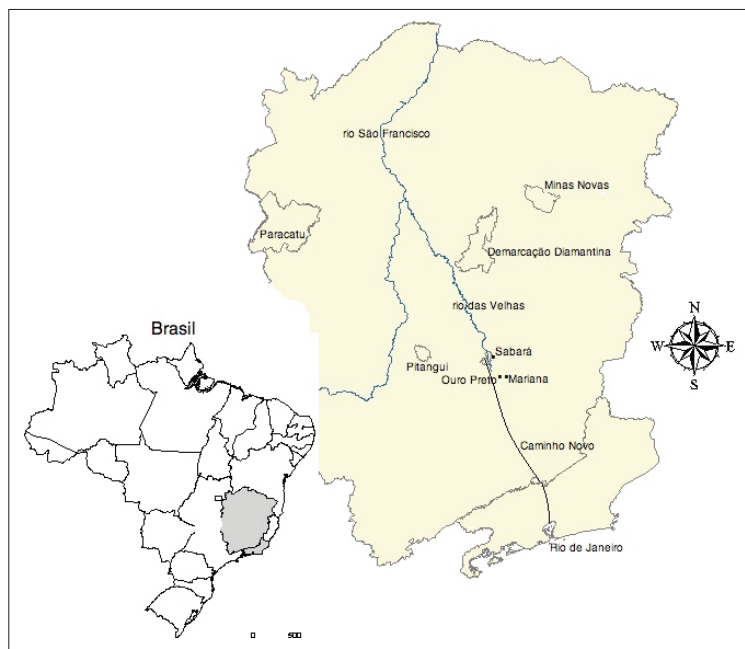 rio São Francisco
Minas Novas
Paracatu
Demarcação Diamantina
rio das Velhas
Brasil
N
W E
S
Sabará
Pitangui
Ouro Preto Mariana
Caminho Novo
Rio de Janeiro
0 500